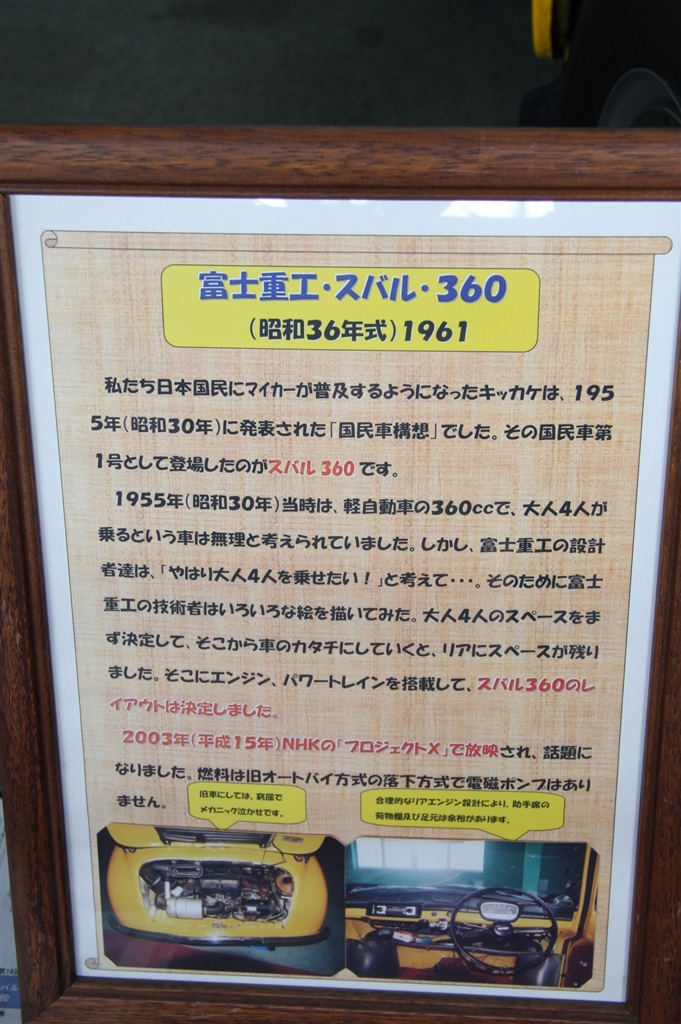 富士重工・スバル・360
(昭和36年式)1961
私たち日本国民にマイカーが普及するようになったキッカケは、195
5年(昭和30年)に発表された「国民車構想」でした。その国民車第
1号として登場したのがスバル360です。
1955年(昭和30年)当時は、軽自動車の360ccで、大人4人が
乗るという車は無理と考えられていました。しかし、富士重工の設計
者達は、「やはり大人4人を乗せたい!」と考えて・・・。そのために富士
重工の技術者はいろいろな絵を描いてみた。大人4人のスペースをま
ず決定して、そこから車のカタチにしていくと、リアにスペースが残り
ました。そこにエンジン、パワートレインを搭載して、スバル360のレ
イアウトは決定しました。
2003年(平成15年)NHKの「プロジェクトX」で放映され、話題に
なりました。燃料は旧オートバイ方式の落下方式で電磁ポンプはあり
ません。
旧車にしては、窮屈で
メカニック泣かせです。
合理的なリアエンジン設計により、助手席の
荷物棚及び足元は余裕があります。